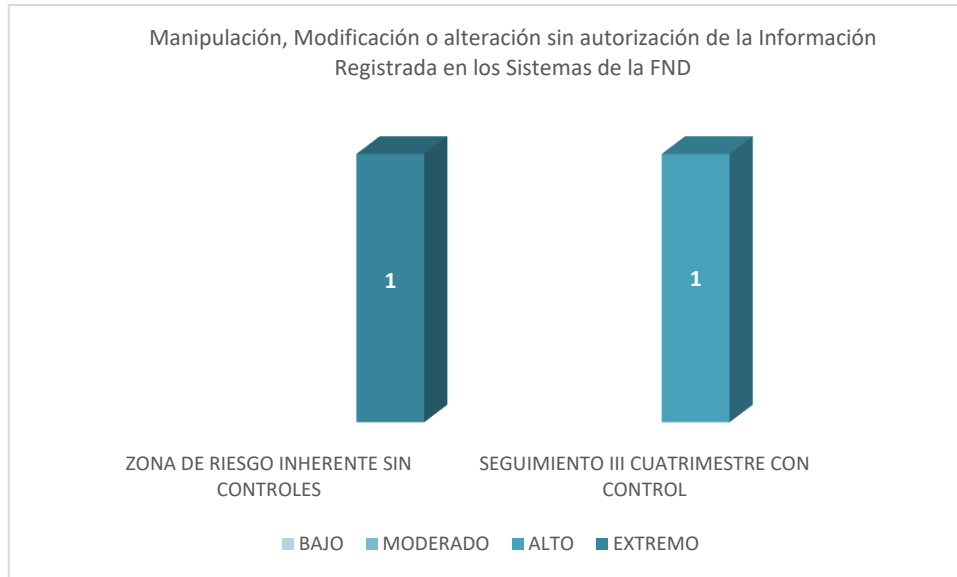 Manipulación, Modificación o alteración sin autorización de la Información
Registrada en los Sistemas de la FND
1
1
ZONA DE RIESGO INHERENTE SIN
CONTROLES
SEGUIMIENTO III CUATRIMESTRE CON
CONTROL
BAJO
MODERADO
ALTO
EXTREMO